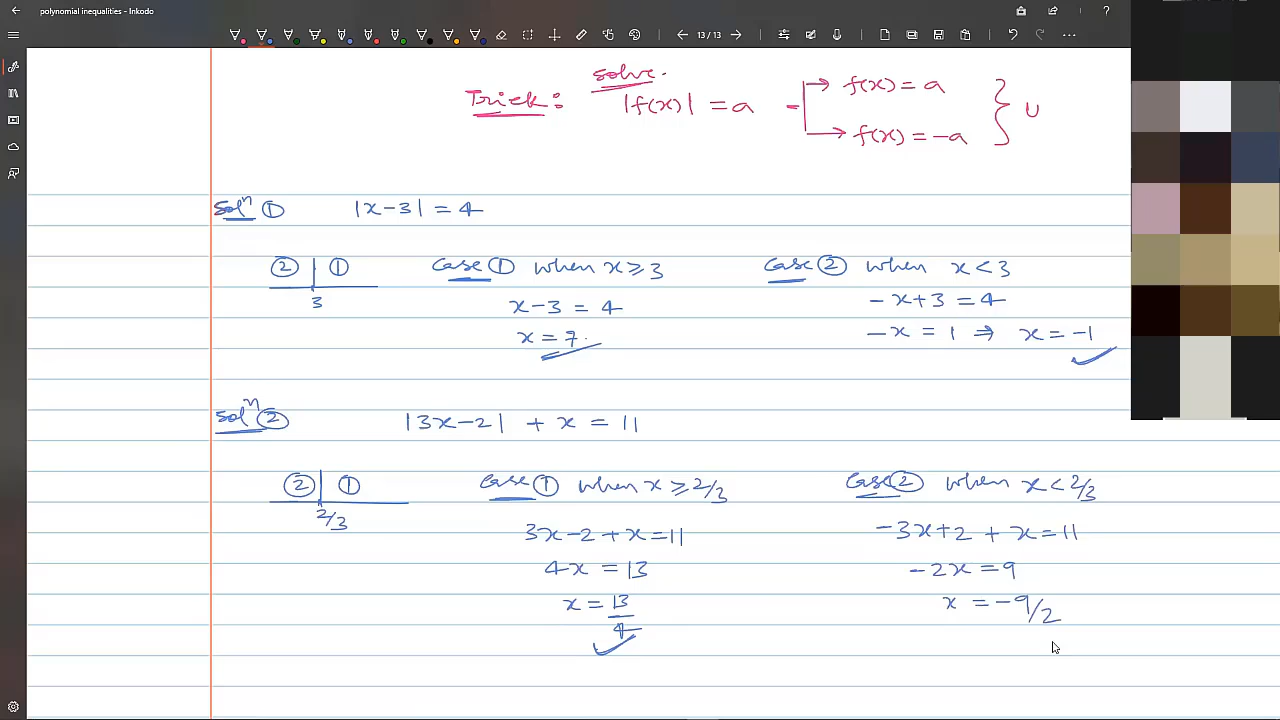 polynomial inequalities - Inkodo
13 / 13
Solve.
Trick: |f(x)| = a → f(x) = a
→ f(x) = -a } ∪
Solⁿ ① |x-3| = 4
② | ① Case ① when x ≥ 3 Case ② when x < 3
3 x-3 = 4 -x+3 = 4
x = 7. -x = 1 ⇒ x = -1
Solⁿ ② |3x-2| + x = 11
② | ① Case ① when x ≥ 2/3 Case ② when x < 2/3
2/3 3x-2+x=11 -3x+2 + x=11
4x = 13 -2x = 9
x = 13/4 x = -9/2